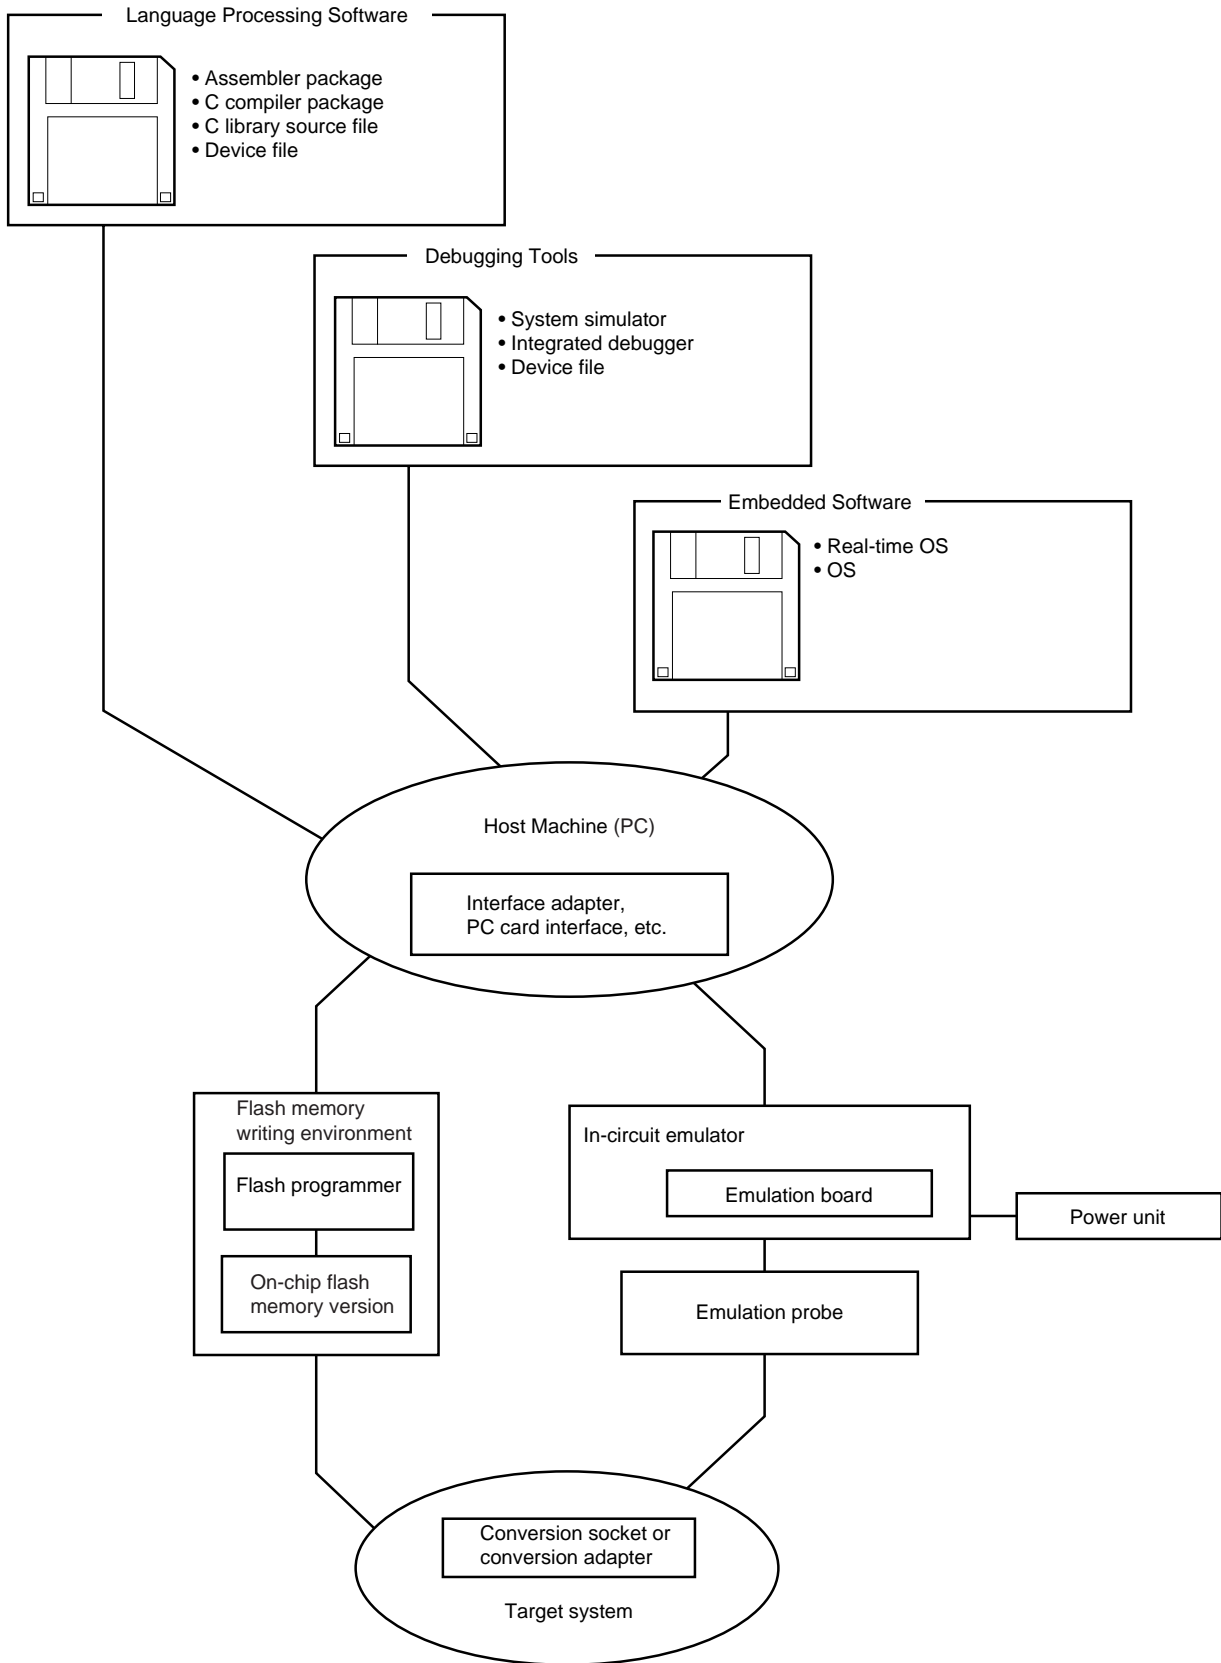 Language Processing Software
• Assembler package
• C compiler package
• C library source file
• Device file
Debugging Tools
• System simulator
• Integrated debugger
• Device file
Embedded Software
• Real-time OS
• OS
Host Machine (PC)
Interface adapter,
PC card interface, etc.
Flash memory
writing environment
Flash programmer
On-chip flash
memory version
In-circuit emulator
Emulation board
Power unit
Emulation probe
Conversion socket or
conversion adapter
Target system